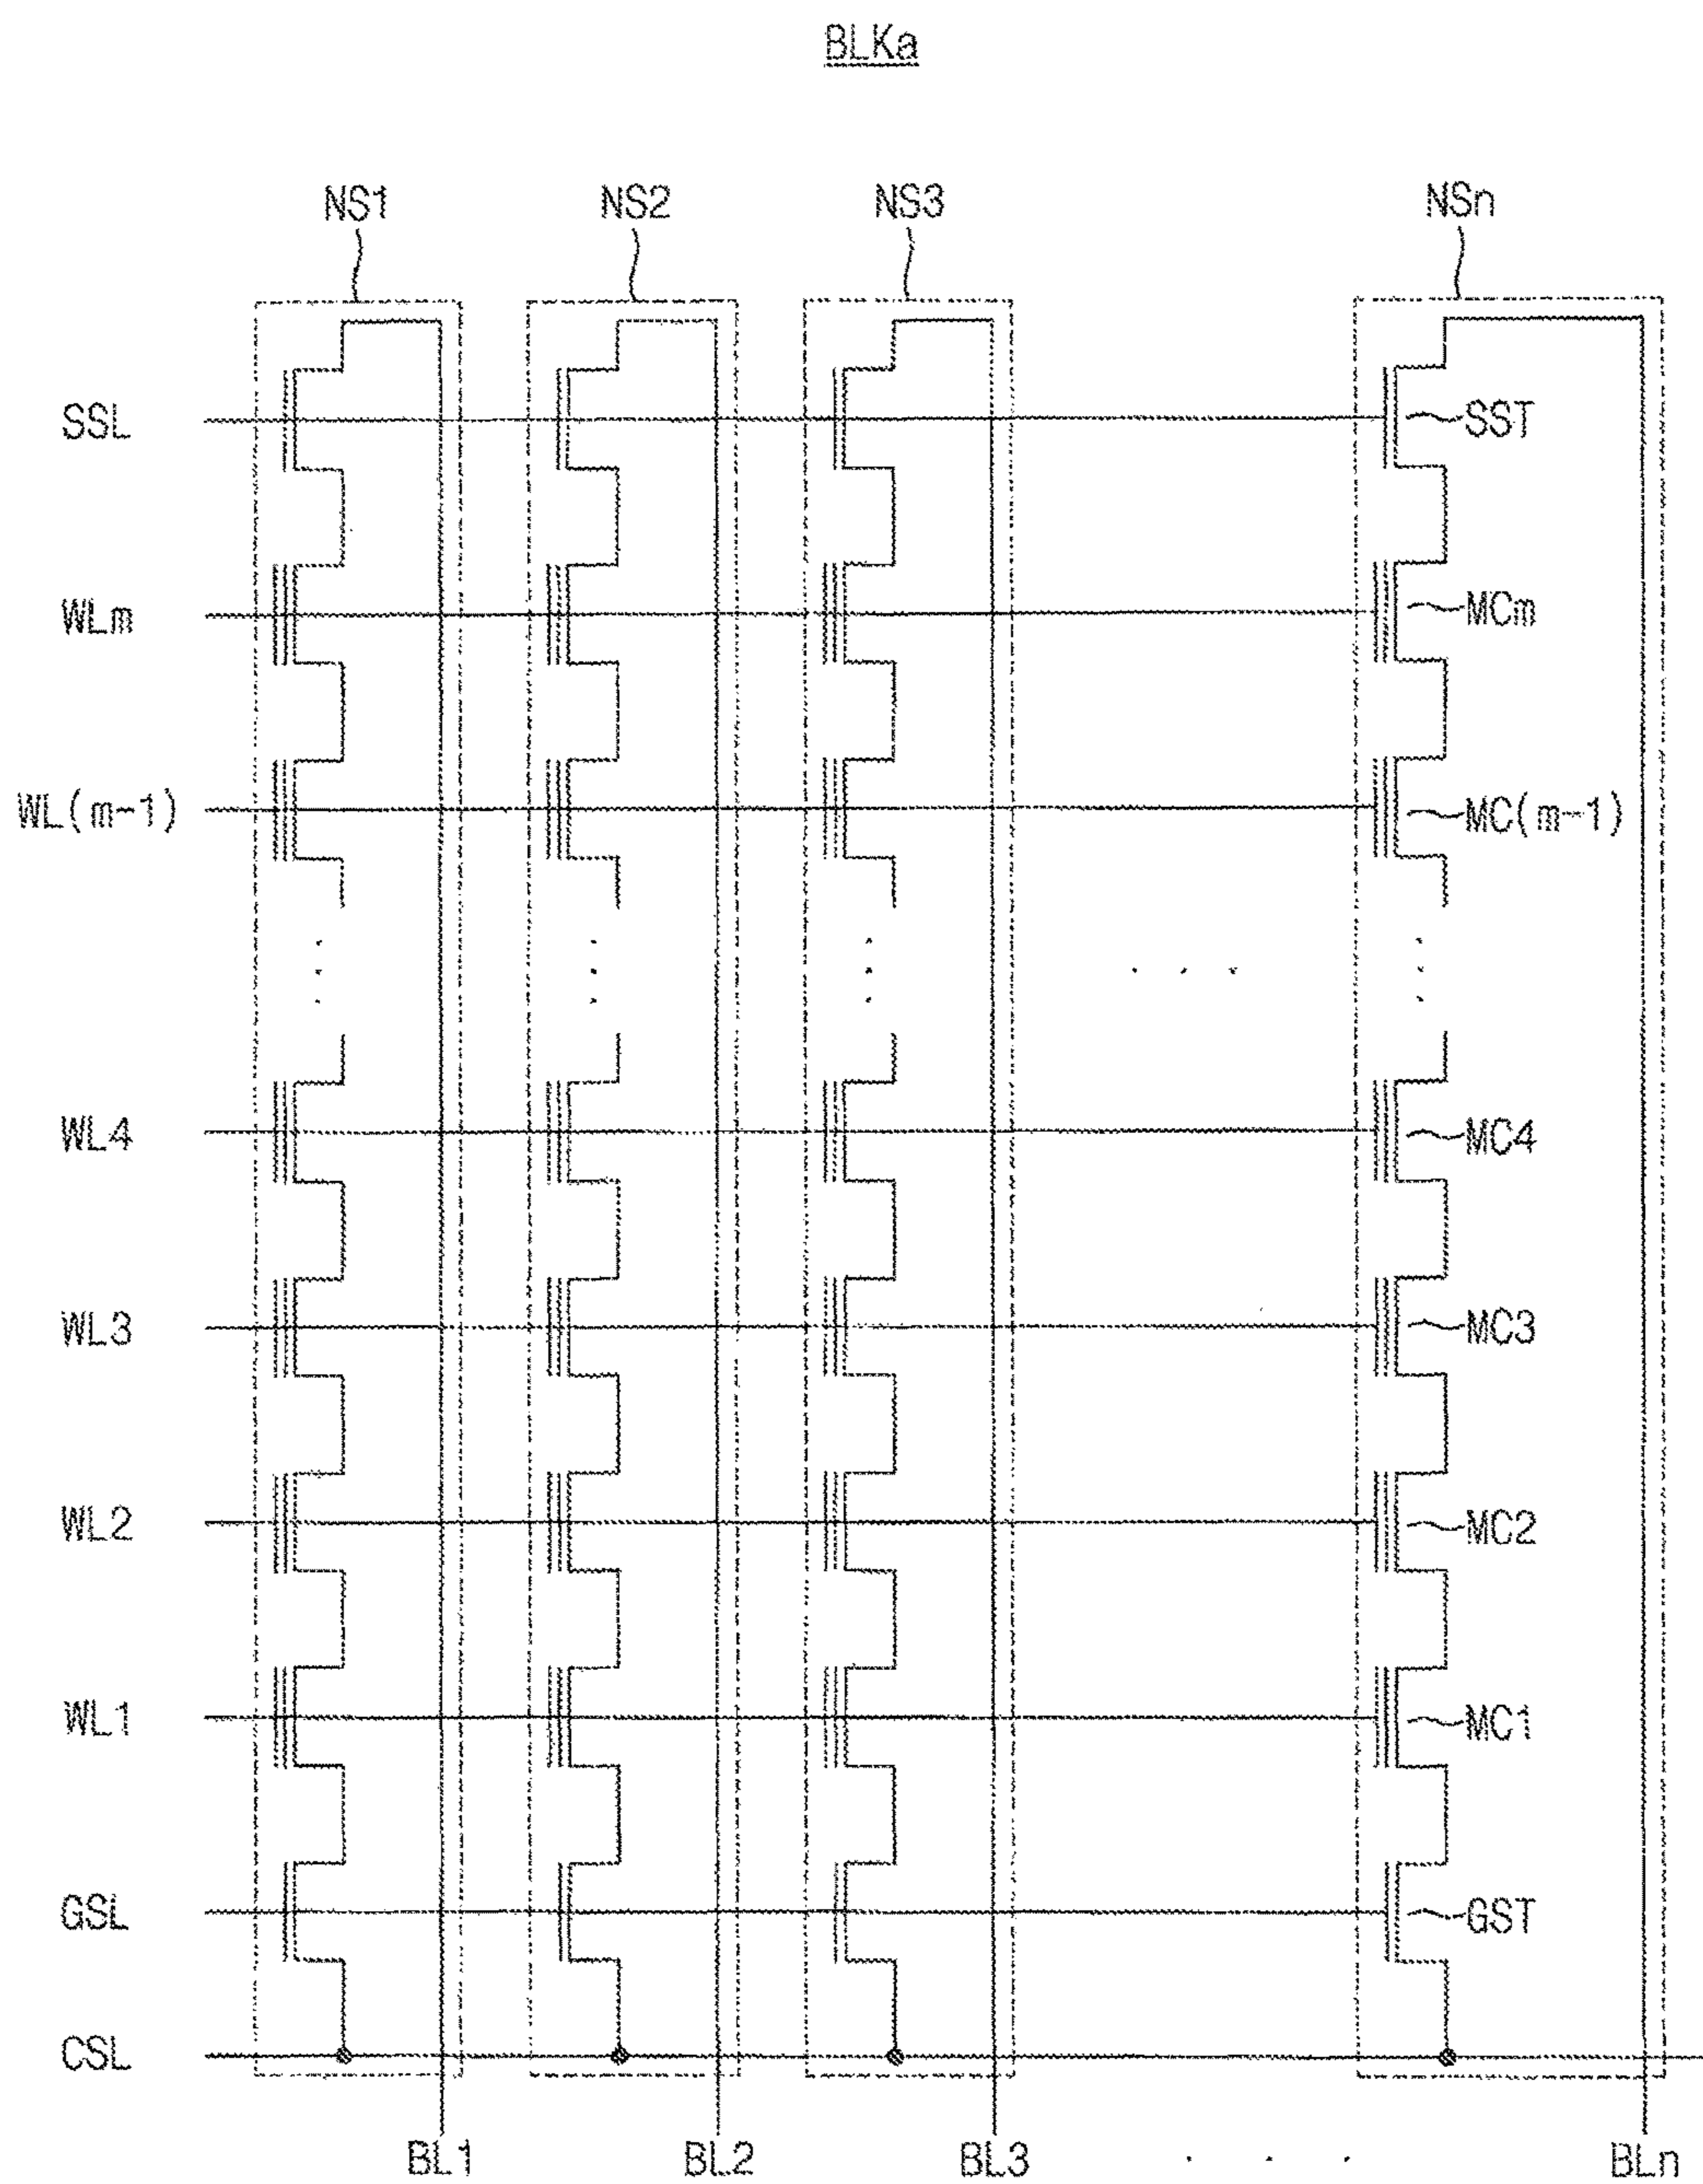 BLKa
NS1 NS2 NS3 NSn
SSL SST
WLm MCm
WL(m-1) MC(m-1)
WL4 MC4
WL3 MC3
WL2 MC2
WL1 MC1
GSL GST
CSL
BL1 BL2 BL3 . . . BLn